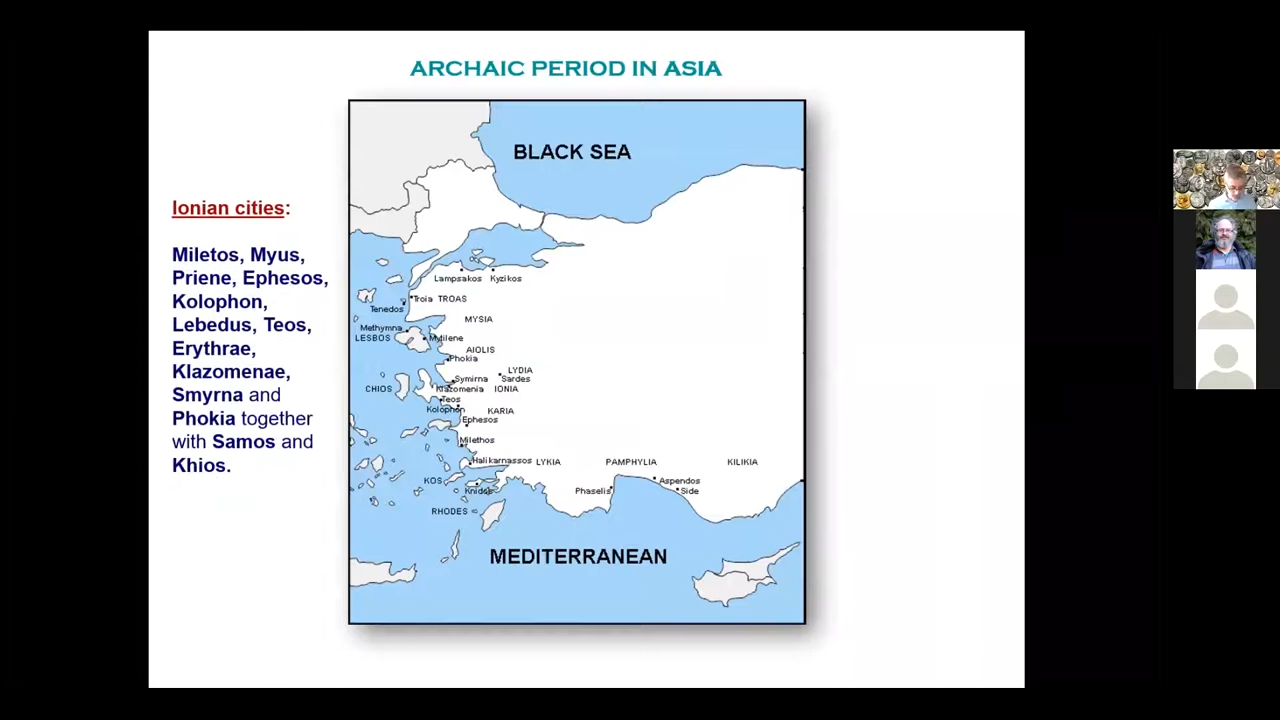 ARCHAIC PERIOD IN ASIA
Ionian cities:
Miletos, Myus,
Priene, Ephesos,
Kolophon,
Lebedus, Teos,
Erythrae,
Klazomenae,
Smyrna and
Phokia together
with Samos and
Khios.
BLACK SEA
Lampsakos Kyzikos
Troia TROAS
Tenedos
MYSIA
Methymna
LESBOS Mytilene
AIOLIS
Phokia
LYDIA
Symirna Sardes
CHIOS Klazomenia IONIA
Teos
Kolophon KARIA
Ephesos
Milethos
Halikarnassos LYKIA PAMPHYLIA KILIKIA
KOS Aspendos
Knidos Phaselis Side
RHODES
MEDITERRANEAN